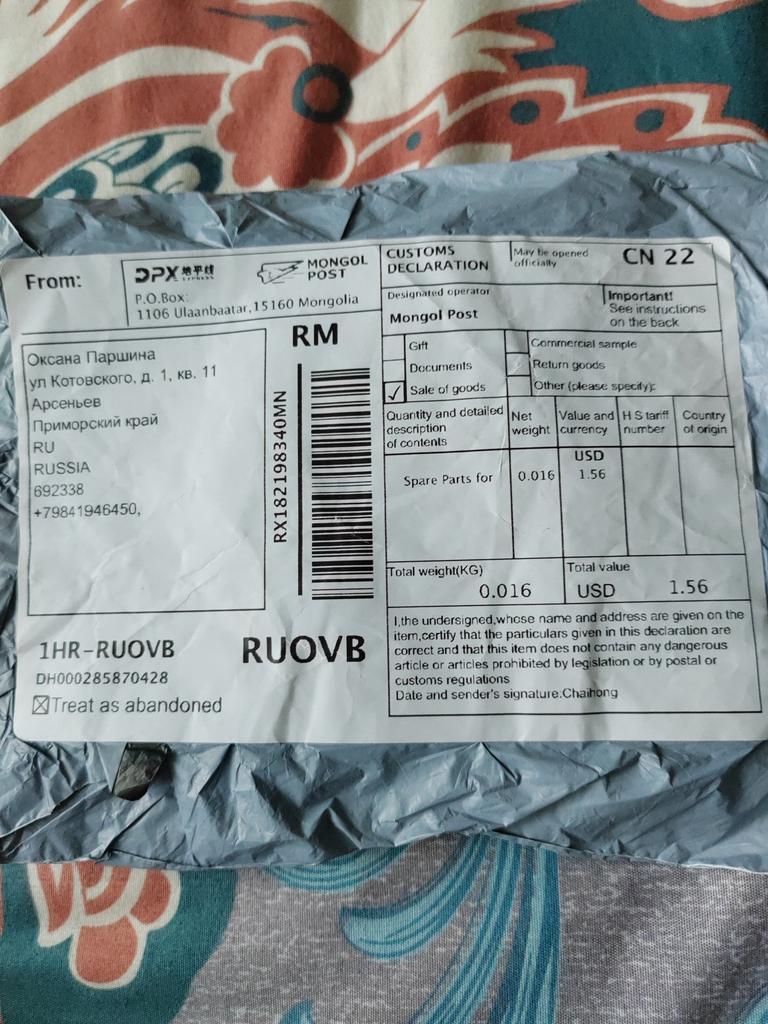 From:
DPX 地平线
EXPRESS
MONGOL
POST
P.O.Box:
1106 Ulaanbaatar,15160 Mongolia
RM
Оксана Паршина
ул Котовского, д. 1, кв. 11
Арсеньев
Приморский край
RU
RUSSIA
692338
+79841946450,
RX182198340MN
1HR-RUOVB
RUOVB
DH000285870428
☒Treat as abandoned
CUSTOMS
DECLARATION
May be opened
officially
CN 22
Designated operator
Mongol Post
Important!
See instructions
on the back
Gift
Commercial sample
Documents
Return goods
✓ Sale of goods
Other (please specify):
Quantity and detailed
description
of contents
Net
weight
Value and
currency
H S tariff
number
Country
of origin
USD
Spare Parts for 0.016 1.56
Total weight(KG)
0.016
Total value
USD 1.56
I,the undersigned,whose name and address are given on the
item,certify that the particulars given in this declaration are
correct and that this item does not contain any dangerous
article or articles prohibited by legislation or by postal or
customs regulations
Date and sender's signature:Chaihong